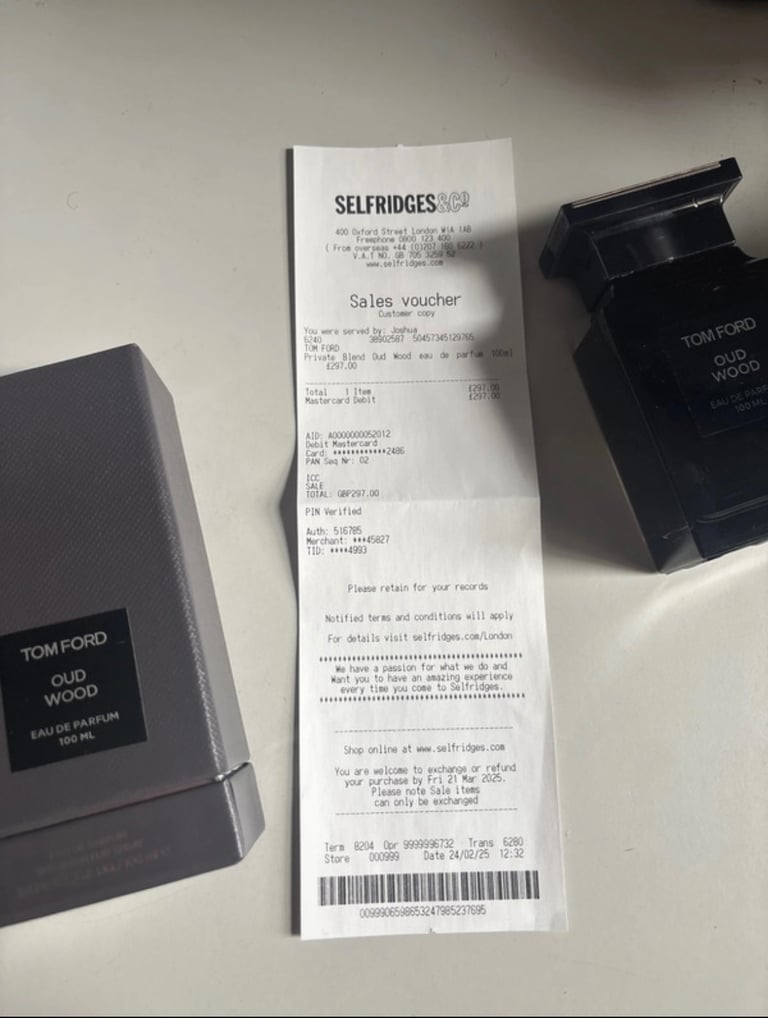 SELFRIDGES&Cº
400 Oxford Street London W1A 1AB
Freephone 0800 123 400
( From overseas +44 (0)207 160 6222 )
V.A.T NO. GB 705 3259 52
www.selfridges.com
Sales voucher
Customer copy
You were served by: Joshua
6240 38902587 50457345129765
TOM FORD
Private Blend Oud Wood eau de parfum 100ml
£297.00
Total 1 Item £297.00
Mastercard Debit £297.00
AID: A0000000052012
Debit Mastercard
Card: ************2486
PAN Seq Nr: 02
ICC
SALE
TOTAL: GBP297.00
PIN Verified
Auth: 516785
Merchant: ***45827
TID: ****4993
Please retain for your records
Notified terms and conditions will apply
For details visit selfridges.com/London
We have a passion for what we do and
Want you to have an amazing experience
every time you come to Selfridges.
Shop online at www.selfridges.com
You are welcome to exchange or refund
your purchase by Fri 21 Mar 2025.
Please note Sale items
can only be exchanged
Term 8204 Opr 9999996732 Trans 6280
Store 000999 Date 24/02/25 12:32
0099906598653247985237695
TOM FORD
OUD
WOOD
EAU DE PARFUM
100 ML
TOM FORD
OUD
WOOD
EAU DE PARF
100 ML